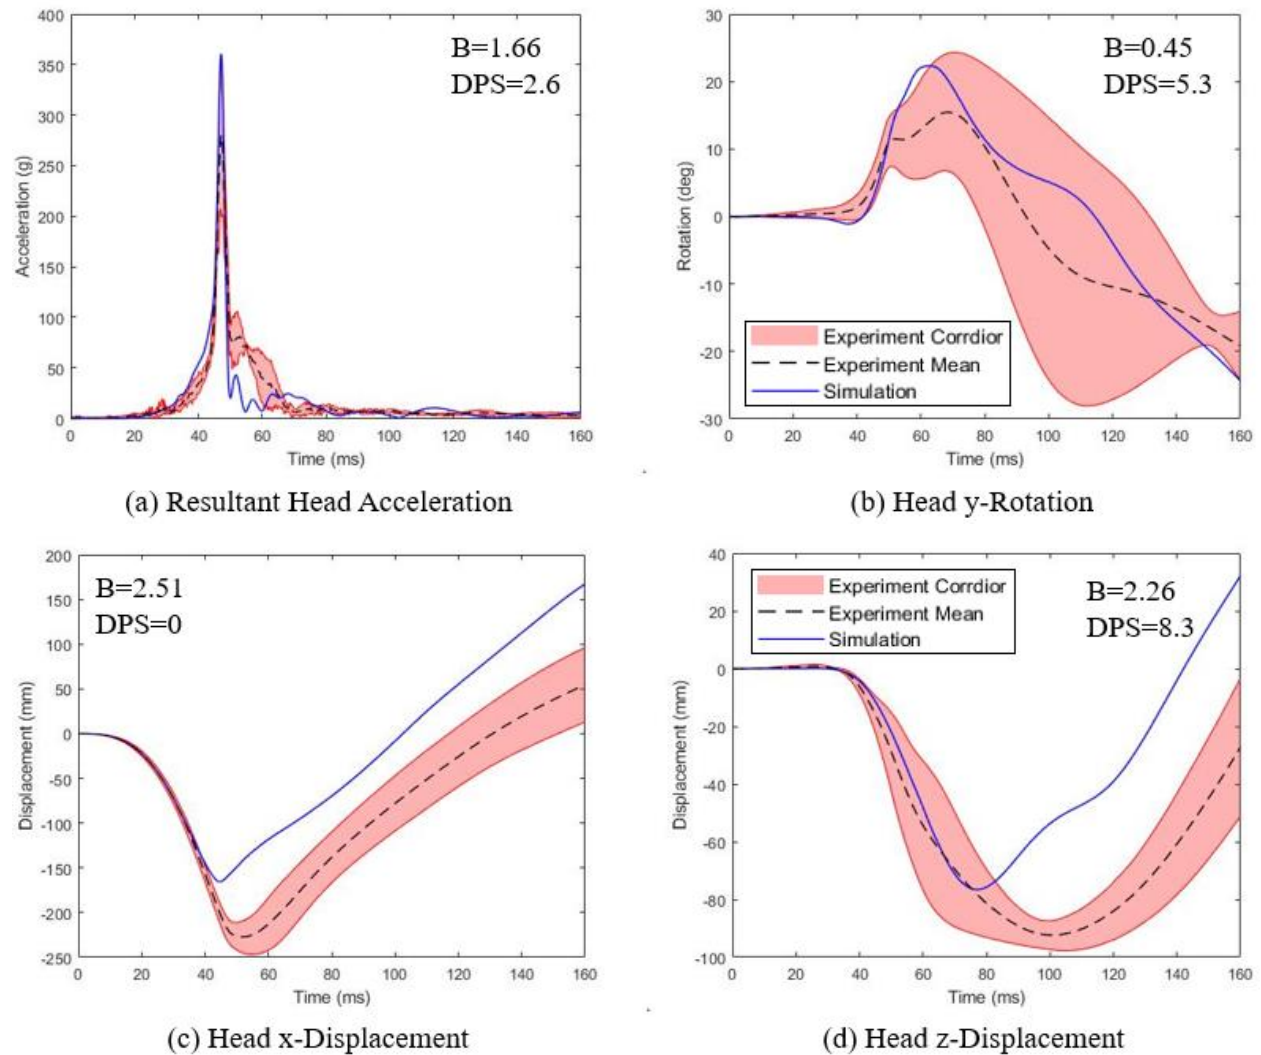 400
350
300
250
200
150
100
50
0
Acceleration (g)
B=1.66
DPS=2.6
0 20 40 60 80 100 120 140 160
Time (ms)
(a) Resultant Head Acceleration
30
20
10
0
-10
-20
-30
Rotation (deg)
B=0.45
DPS=5.3
Experiment Corrdior
Experiment Mean
Simulation
0 20 40 60 80 100 120 140 160
Time (ms)
(b) Head y-Rotation
200
150
100
50
0
-50
-100
-150
-200
-250
Displacement (mm)
B=2.51
DPS=0
0 20 40 60 80 100 120 140 160
Time (ms)
(c) Head x-Displacement
40
20
0
-20
-40
-60
-80
-100
Displacement (mm)
Experiment Corrdior
Experiment Mean
Simulation
B=2.26
DPS=8.3
0 20 40 60 80 100 120 140 160
Time (ms)
(d) Head z-Displacement